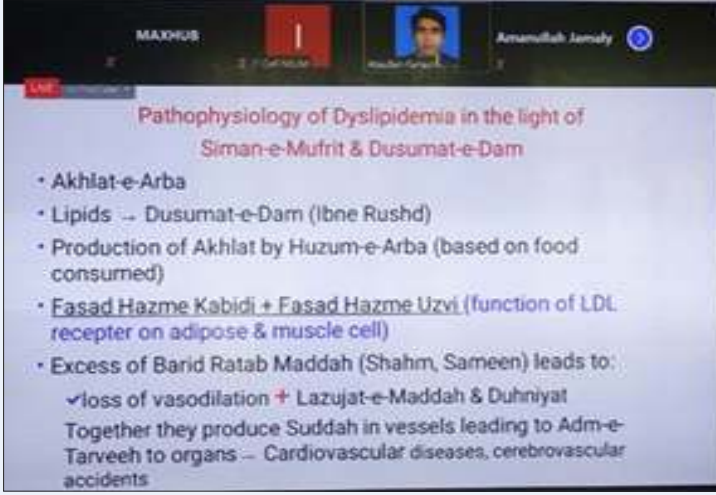 MAXHUB
I
Amanullah Jamaly
LIVE
Pathophysiology of Dyslipidemia in the light of
Siman-e-Mufrit & Dusumat-e-Dam
• Akhlat-e-Arba
• Lipids → Dusumat-e-Dam (Ibne Rushd)
• Production of Akhlat by Huzum-e-Arba (based on food
consumed)
• Fasad Hazme Kabidi + Fasad Hazme Uzvi (function of LDL
recepter on adipose & muscle cell)
• Excess of Barid Ratab Maddah (Shahm, Sameen) leads to:
✓loss of vasodilation + Lazujat-e-Maddah & Duhniyat
Together they produce Suddah in vessels leading to Adm-e-
Tarveeh to organs → Cardiovascular diseases, cerebrovascular
accidents